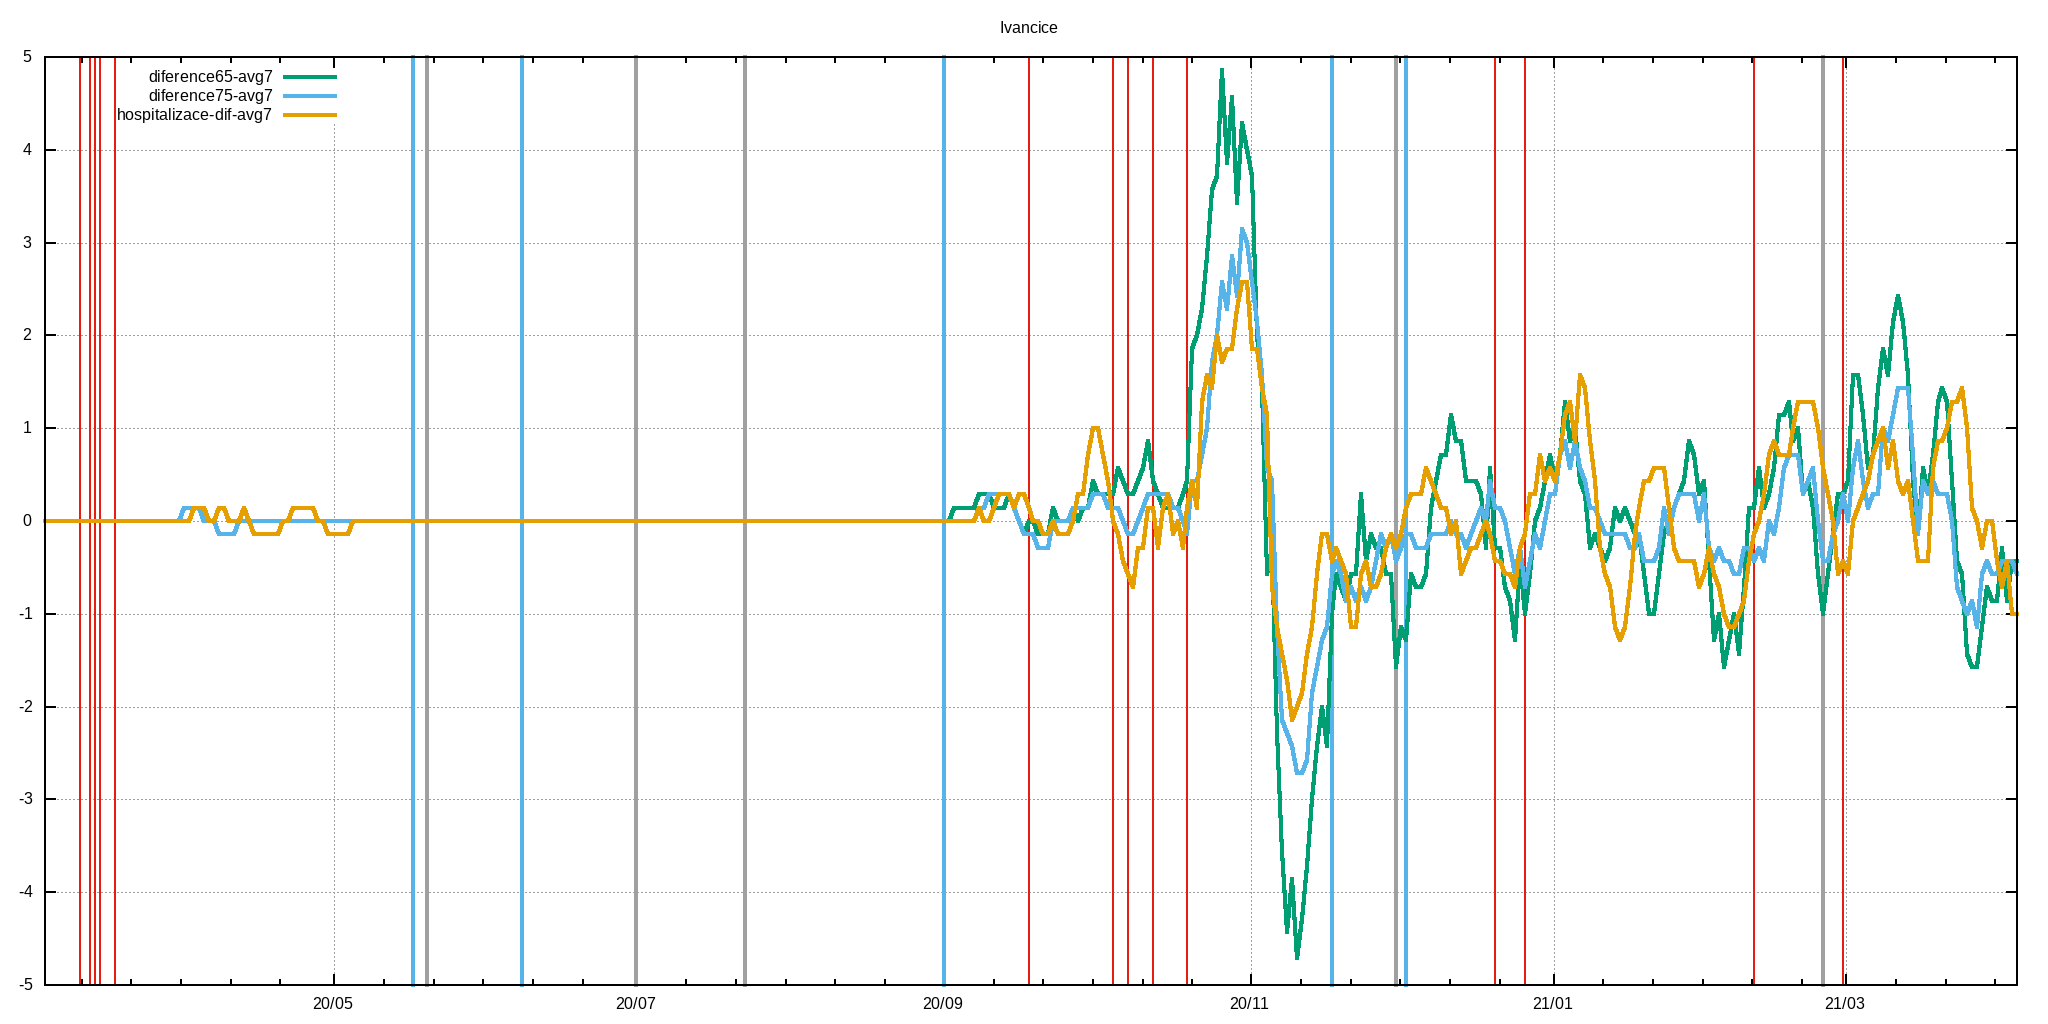 Ivancice
5
diference65-avg7
diference75-avg7
hospitalizace-dif-avg7
4
3
2
1
0
-1
-2
-3
-4
-5
20/05 20/07 20/09 20/11 21/01 21/03